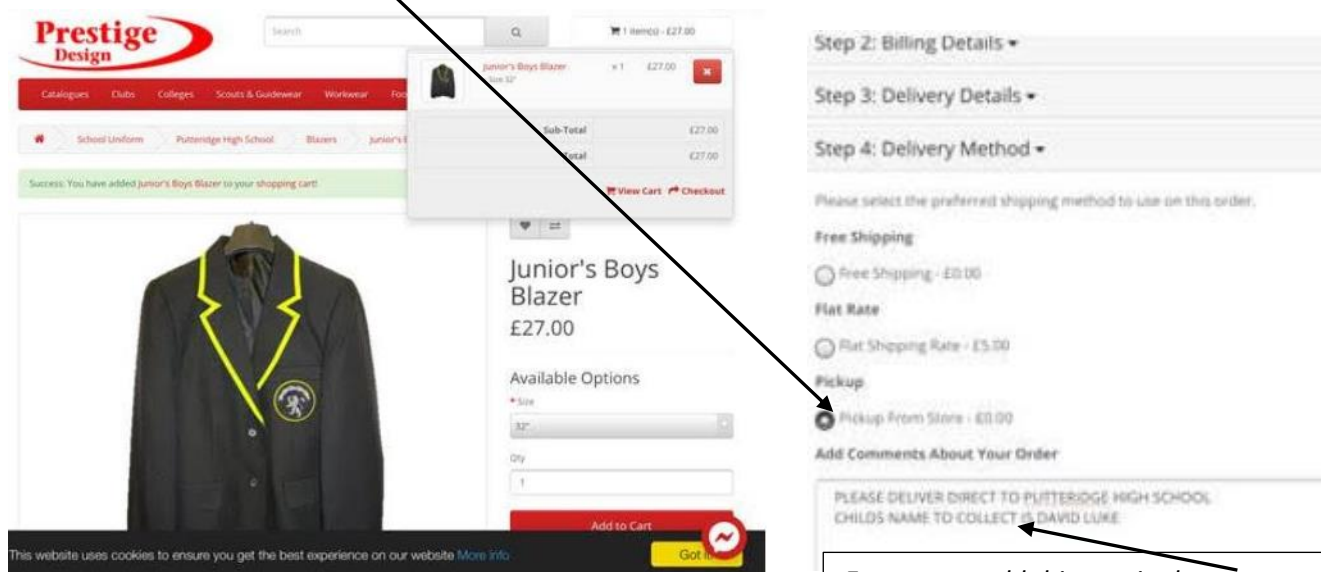 Prestige
Design
Search
1 item(s) - £27.00
Junior's Boys Blazer x 1 £27.00
- Size 32"
Sub-Total £27.00
Total £27.00
View Cart Checkout
Catalogues Clubs Colleges Scouts & Guidewear Workwear
School Uniform Putteridge High School Blazers Junior's
Success: You have added Junior's Boys Blazer to your shopping cart!
Junior's Boys
Blazer
£27.00
Available Options
* Size
32"
Qty
1
Add to Cart
This website uses cookies to ensure you get the best experience on our website More info
Got
Step 2: Billing Details
Step 3: Delivery Details
Step 4: Delivery Method
Please select the preferred shipping method to use on this order.
Free Shipping
Free Shipping - £0.00
Flat Rate
Flat Shipping Rate - £5.00
Pickup
Pickup From Store - £0.00
Add Comments About Your Order
PLEASE DELIVER DIRECT TO PUTTERIDGE HIGH SCHOOL
CHILDS NAME TO COLLECT IS DAVID LUKE